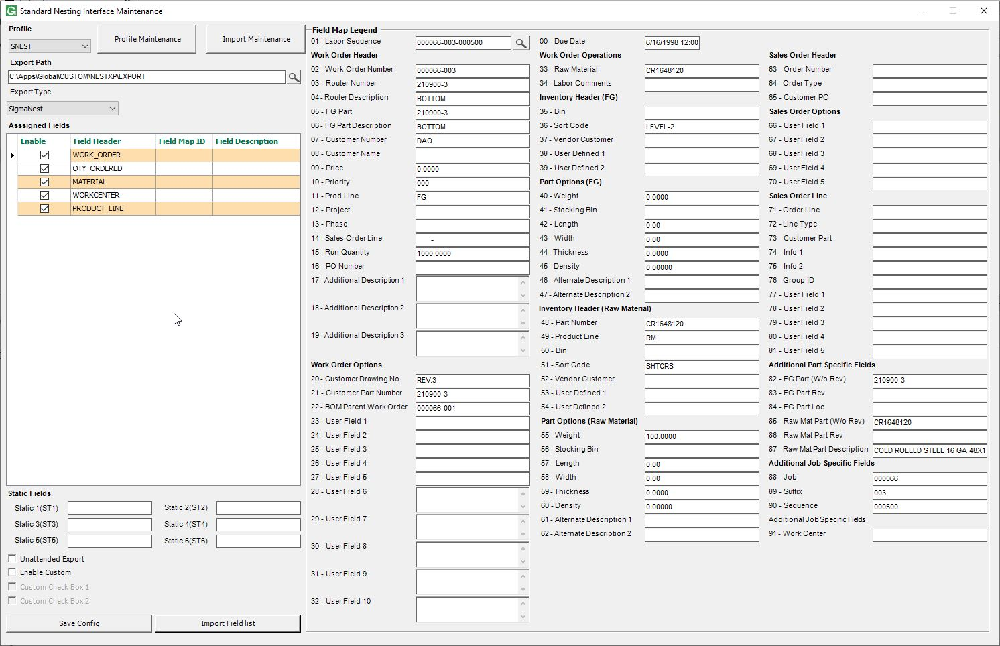 Standard Nesting Interface Maintenance
Profile
SNEST
Profile Maintenance
Import Maintenance
Export Path
C:\Apps\Global\CUSTOM\NESTXP\EXPORT
Export Type
SigmaNest
Asssigned Fields
Enable Field Header Field Map ID Field Description
WORK_ORDER
QTY_ORDERED
MATERIAL
WORKCENTER
PRODUCT_LINE
Static Fields
Static 1(ST1) Static 2(ST2)
Static 3(ST3) Static 4(ST4)
Static 5(ST5) Static 6(ST6)
Unattended Export
Enable Custom
Custom Check Box 1
Custom Check Box 2
Save Config Import Field list
Field Map Legend
01 - Labor Sequence 000066-003-000500
Work Order Header
02 - Work Order Number 000066-003
03 - Router Number 210900-3
04 - Router Description BOTTOM
05 - FG Part 210900-3
06 - FG Part Description BOTTOM
07 - Customer Number DAO
08 - Customer Name
09 - Price 0.0000
10 - Priority 000
11 - Prod Line FG
12 - Project
13 - Phase
14 - Sales Order Line -
15 - Run Quantity 1000.0000
16 - PO Number
17 - Additional Description 1
18 - Additional Description 2
19 - Additional Description 3
Work Order Options
20 - Customer Drawing No. REV.3
21 - Customer Part Number 210900-3
22 - BOM Parent Work Order 000066-001
23 - User Field 1
24 - User Field 2
25 - User Field 3
26 - User Field 4
27 - User Field 5
28 - User Field 6
29 - User Field 7
30 - User Field 8
31 - User Field 9
32 - User Field 10
00 - Due Date 6/16/1998 12:00
Work Order Operations
33 - Raw Material CR1648120
34 - Labor Comments
Inventory Header (FG)
35 - Bin
36 - Sort Code LEVEL-2
37 - Vendor Customer
38 - User Defined 1
39 - User Defined 2
Part Options (FG)
40 - Weight 0.0000
41 - Stocking Bin
42 - Length 0.00
43 - Width 0.00
44 - Thickness 0.0000
45 - Density 0.00000
46 - Alternate Description 1
47 - Alternate Description 2
Inventory Header (Raw Material)
48 - Part Number CR1648120
49 - Product Line RM
50 - Bin
51 - Sort Code SHTCRS
52 - Vendor Customer
53 - User Defined 1
54 - User Defined 2
Part Options (Raw Material)
55 - Weight 100.0000
56 - Stocking Bin
57 - Length 0.00
58 - Width 0.00
59 - Thickness 0.0000
60 - Density 0.00000
61 - Alternate Description 1
62 - Alternate Description 2
Sales Order Header
63 - Order Number
64 - Order Type
65 - Customer PO
Sales Order Options
66 - User Field 1
67 - User Field 2
68 - User Field 3
69 - User Field 4
70 - User Field 5
Sales Order Line
71 - Order Line
72 - Line Type
73 - Customer Part
74 - Info 1
75 - Info 2
76 - Group ID
77 - User Field 1
78 - User Field 2
79 - User Field 3
80 - User Field 4
81 - User Field 5
Additional Part Specific Fields
82 - FG Part (W/o Rev) 210900-3
83 - FG Part Rev
84 - FG Part Loc
85 - Raw Mat Part (W/o Rev) CR1648120
86 - Raw Mat Part Rev
87 - Raw Mat Part Description COLD ROLLED STEEL 16 GA.48X1
Additional Job Specific Fields
88 - Job 000066
89 - Suffix 003
90 - Sequence 000500
Additional Job Specific Fields
91 - Work Center